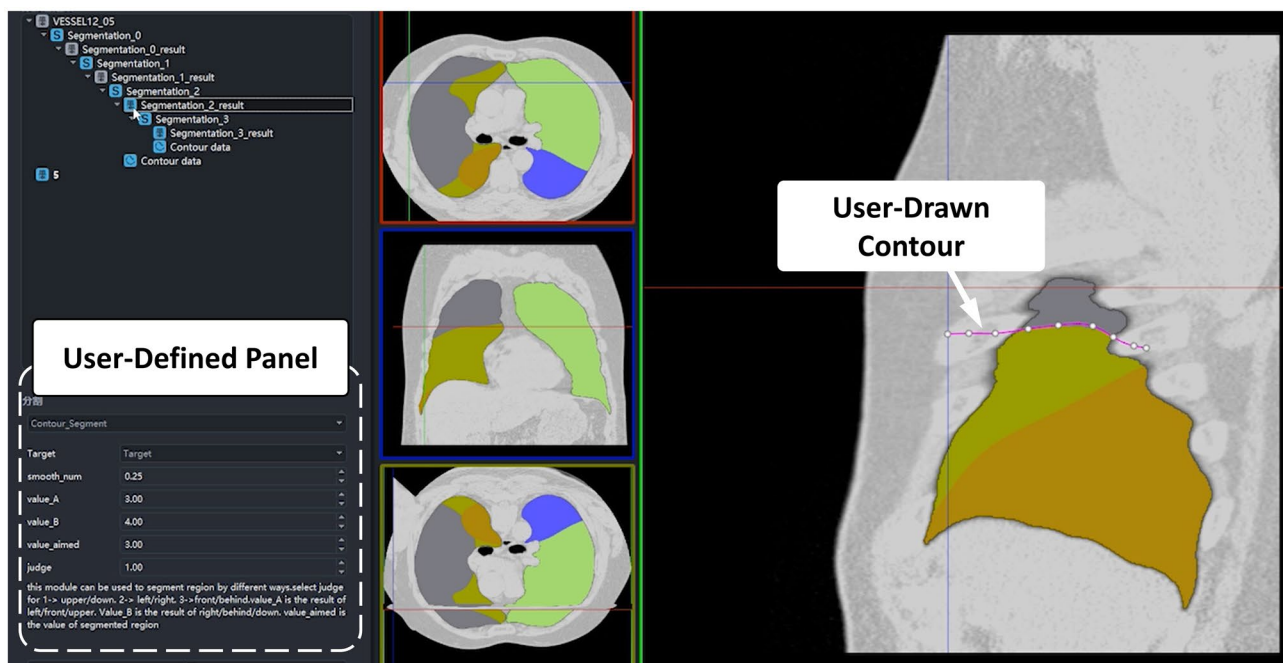 VESSEL12_05
Segmentation_0
Segmentation_0_result
Segmentation_1
Segmentation_1_result
Segmentation_2
Segmentation_2_result
Segmentation_3
Segmentation_3_result
Contour data
Contour data
5
User-Drawn
Contour
User-Defined Panel
分割
Contour_Segment
Target Target
smooth_num 0.25
value_A 3.00
value_B 4.00
value_aimed 3.00
judge 1.00
this module can be used to segment region by different ways.select judge
for 1-> upper/down. 2-> left/right. 3->front/behind.value_A is the result of
left/front/upper. Value_B is the result of right/behind/down. value_aimed is
the value of segmented region